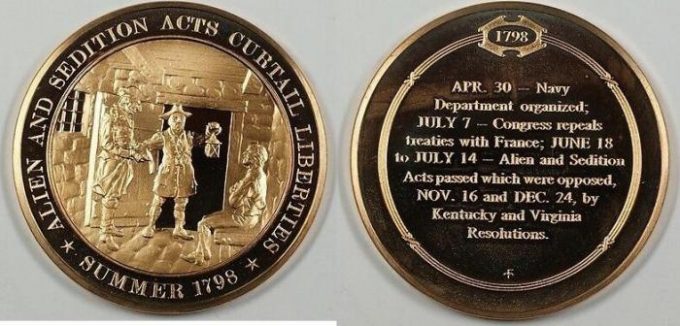 ALIEN AND SEDITION ACTS CURTAIL LIBERTIES
★ SUMMER 1798 ★
1798
APR. 30 — Navy
Department organized;
JULY 7 — Congress repeals
treaties with France; JUNE 18
to JULY 14 — Alien and Sedition
Acts passed which were opposed,
NOV. 16 and DEC. 24, by
Kentucky and Virginia
Resolutions.